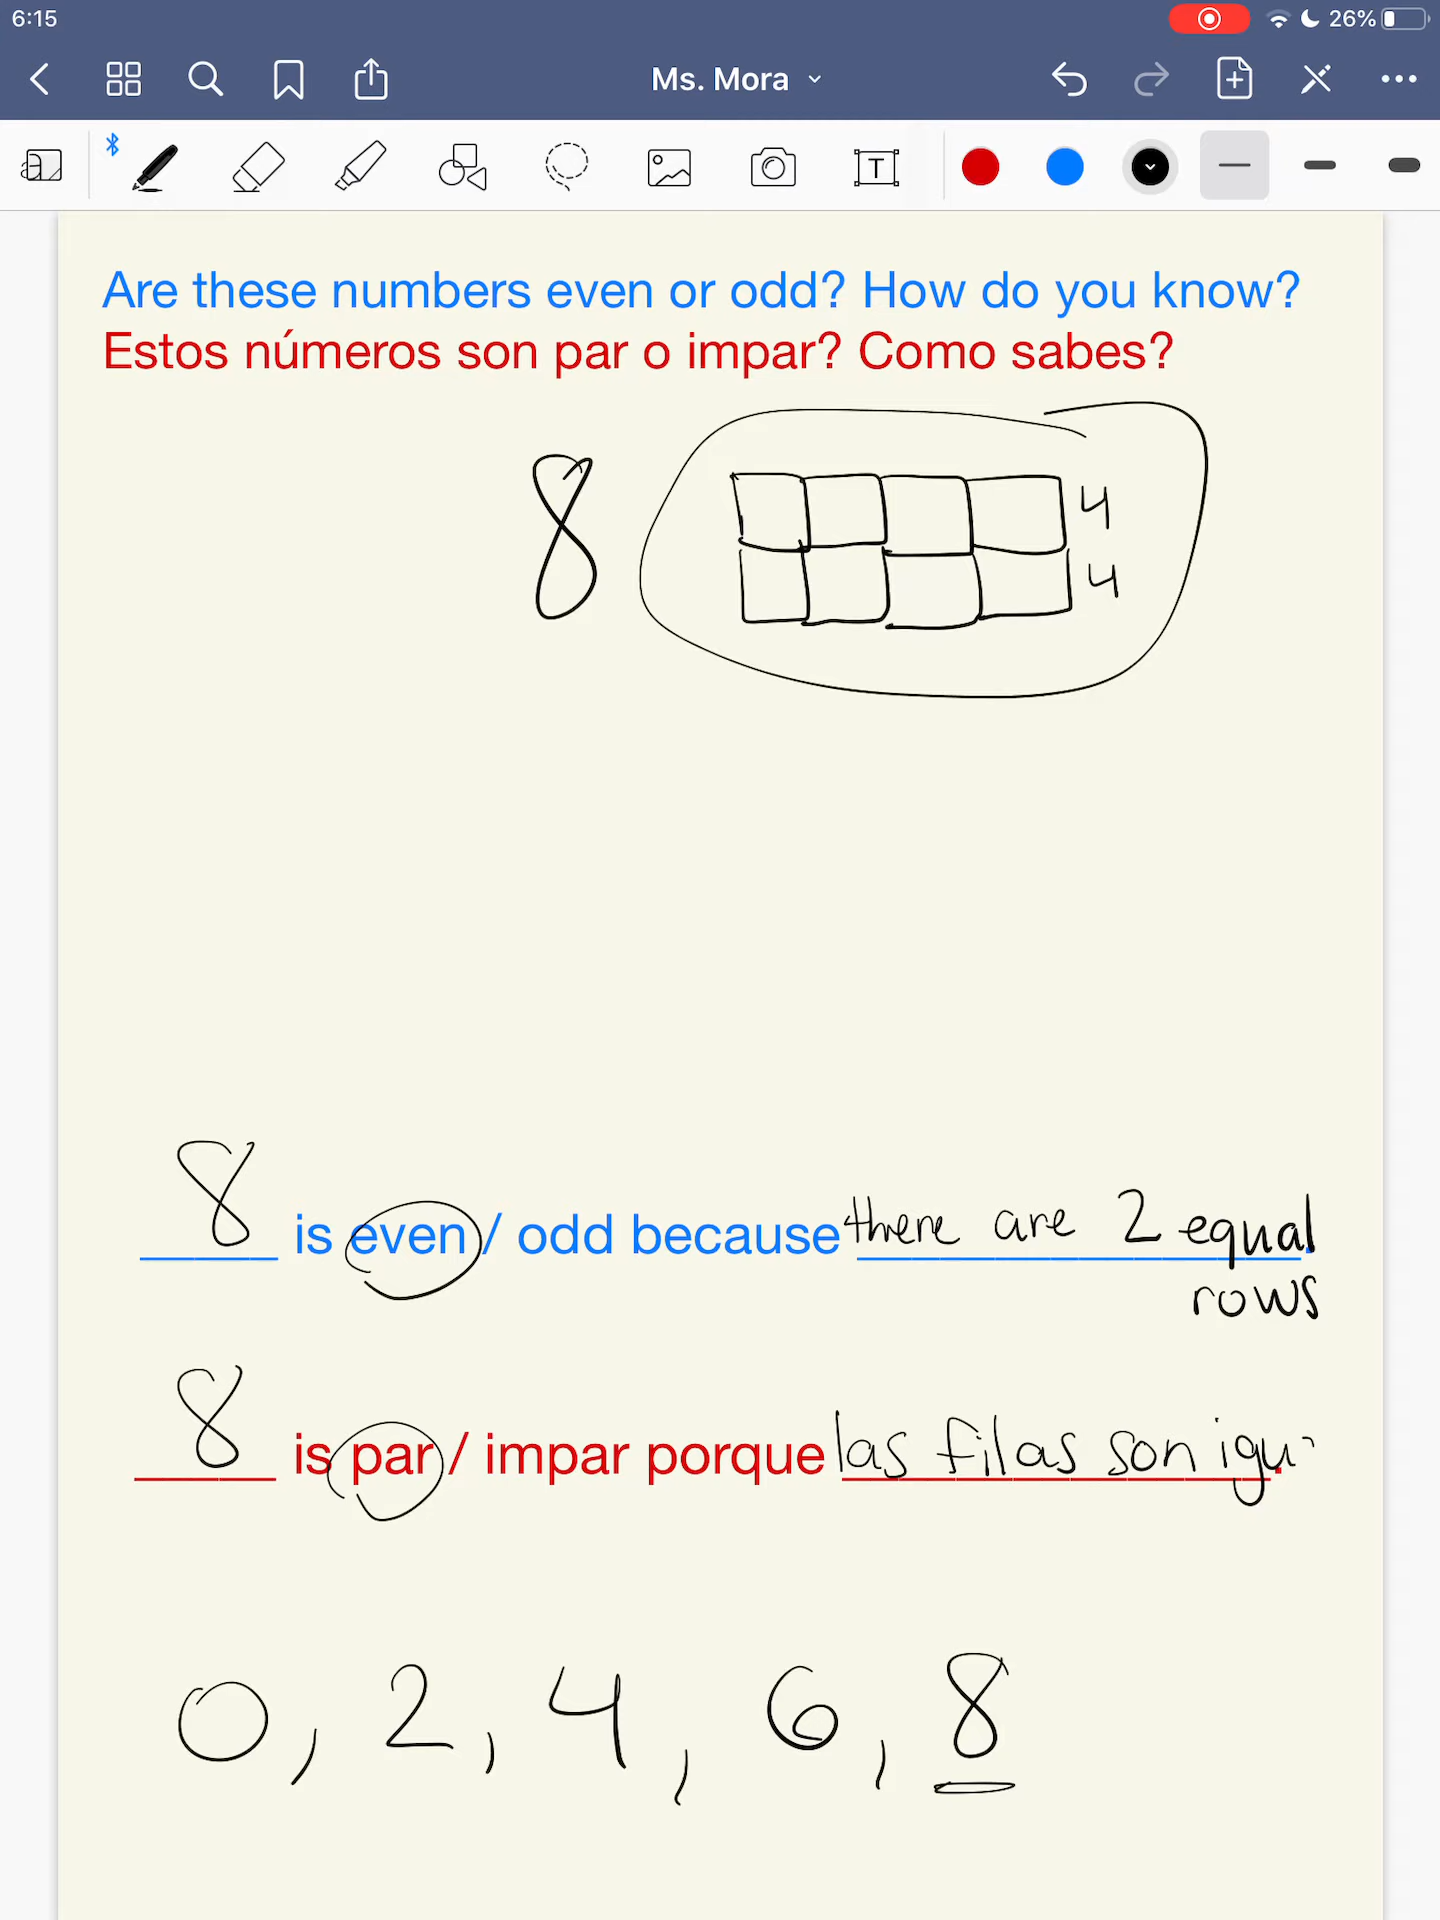 6:15 26%
Ms. Mora
T
Are these numbers even or odd? How do you know?
Estos números son par o impar? Como sabes?
8 4
4
8 is even / odd because there are 2 equal
rows
8 is par / impar porque las filas son igu
0, 2, 4, 6, 8